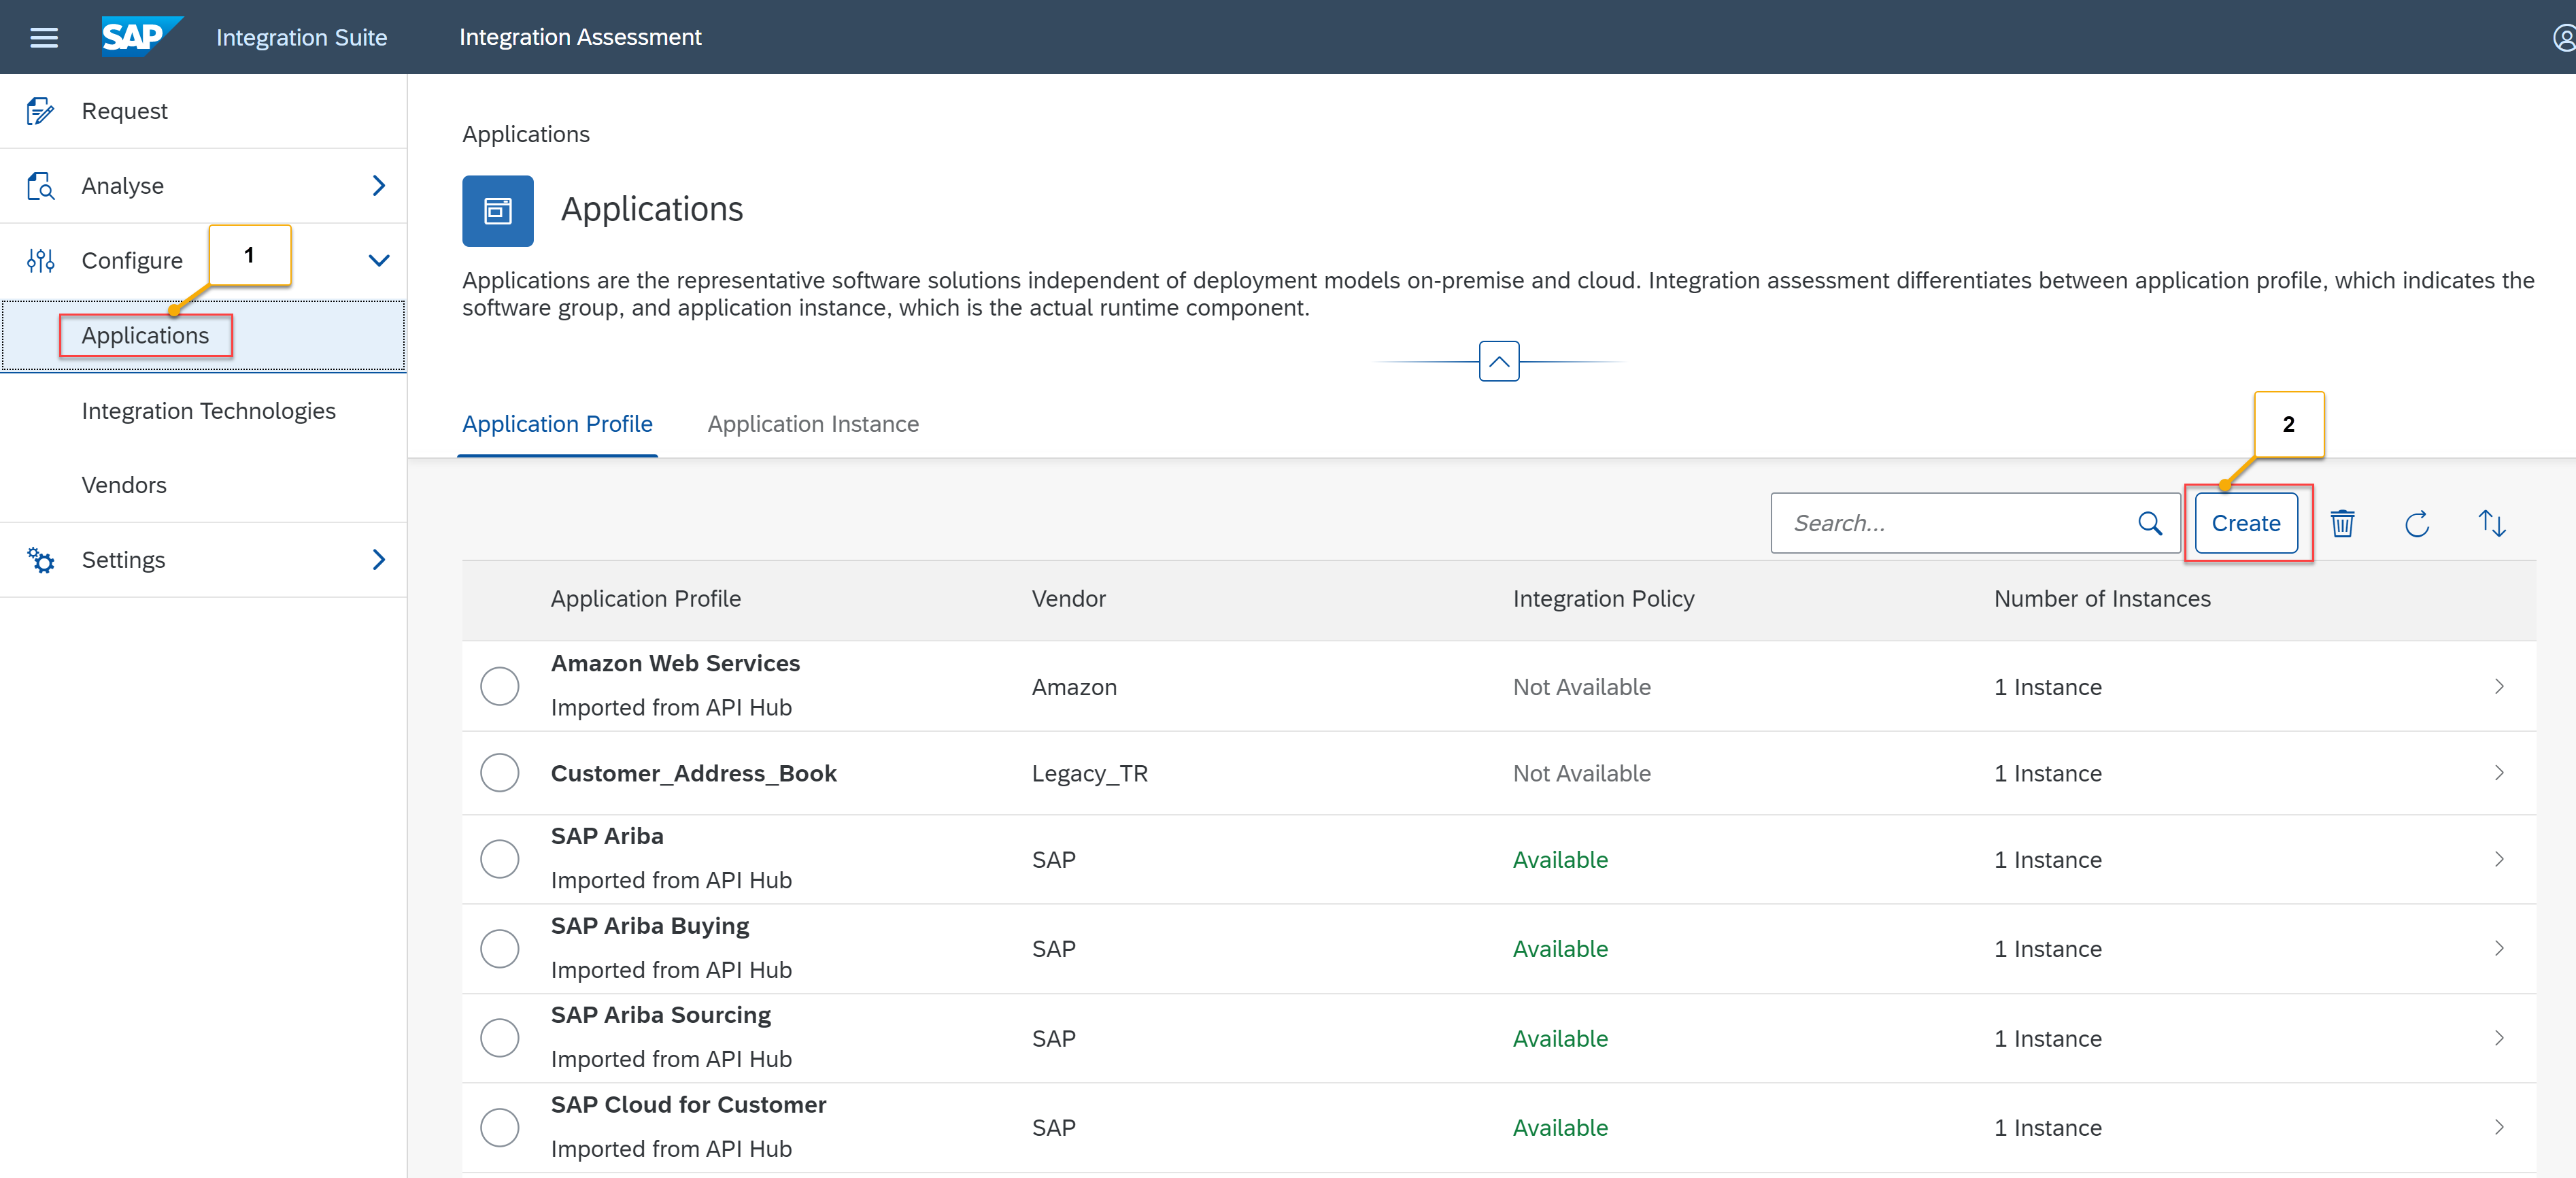 SAP Integration Suite Integration Assessment
Request
Analyse
Configure
1
Applications
Integration Technologies
Vendors
Settings
Applications
Applications
Applications are the representative software solutions independent of deployment models on-premise and cloud. Integration assessment differentiates between application profile, which indicates the
software group, and application instance, which is the actual runtime component.
Application Profile Application Instance
2
Search... Create
Application Profile Vendor Integration Policy Number of Instances
Amazon Web Services
Imported from API Hub
Amazon Not Available 1 Instance
Customer_Address_Book Legacy_TR Not Available 1 Instance
SAP Ariba
Imported from API Hub
SAP Available 1 Instance
SAP Ariba Buying
Imported from API Hub
SAP Available 1 Instance
SAP Ariba Sourcing
Imported from API Hub
SAP Available 1 Instance
SAP Cloud for Customer
Imported from API Hub
SAP Available 1 Instance